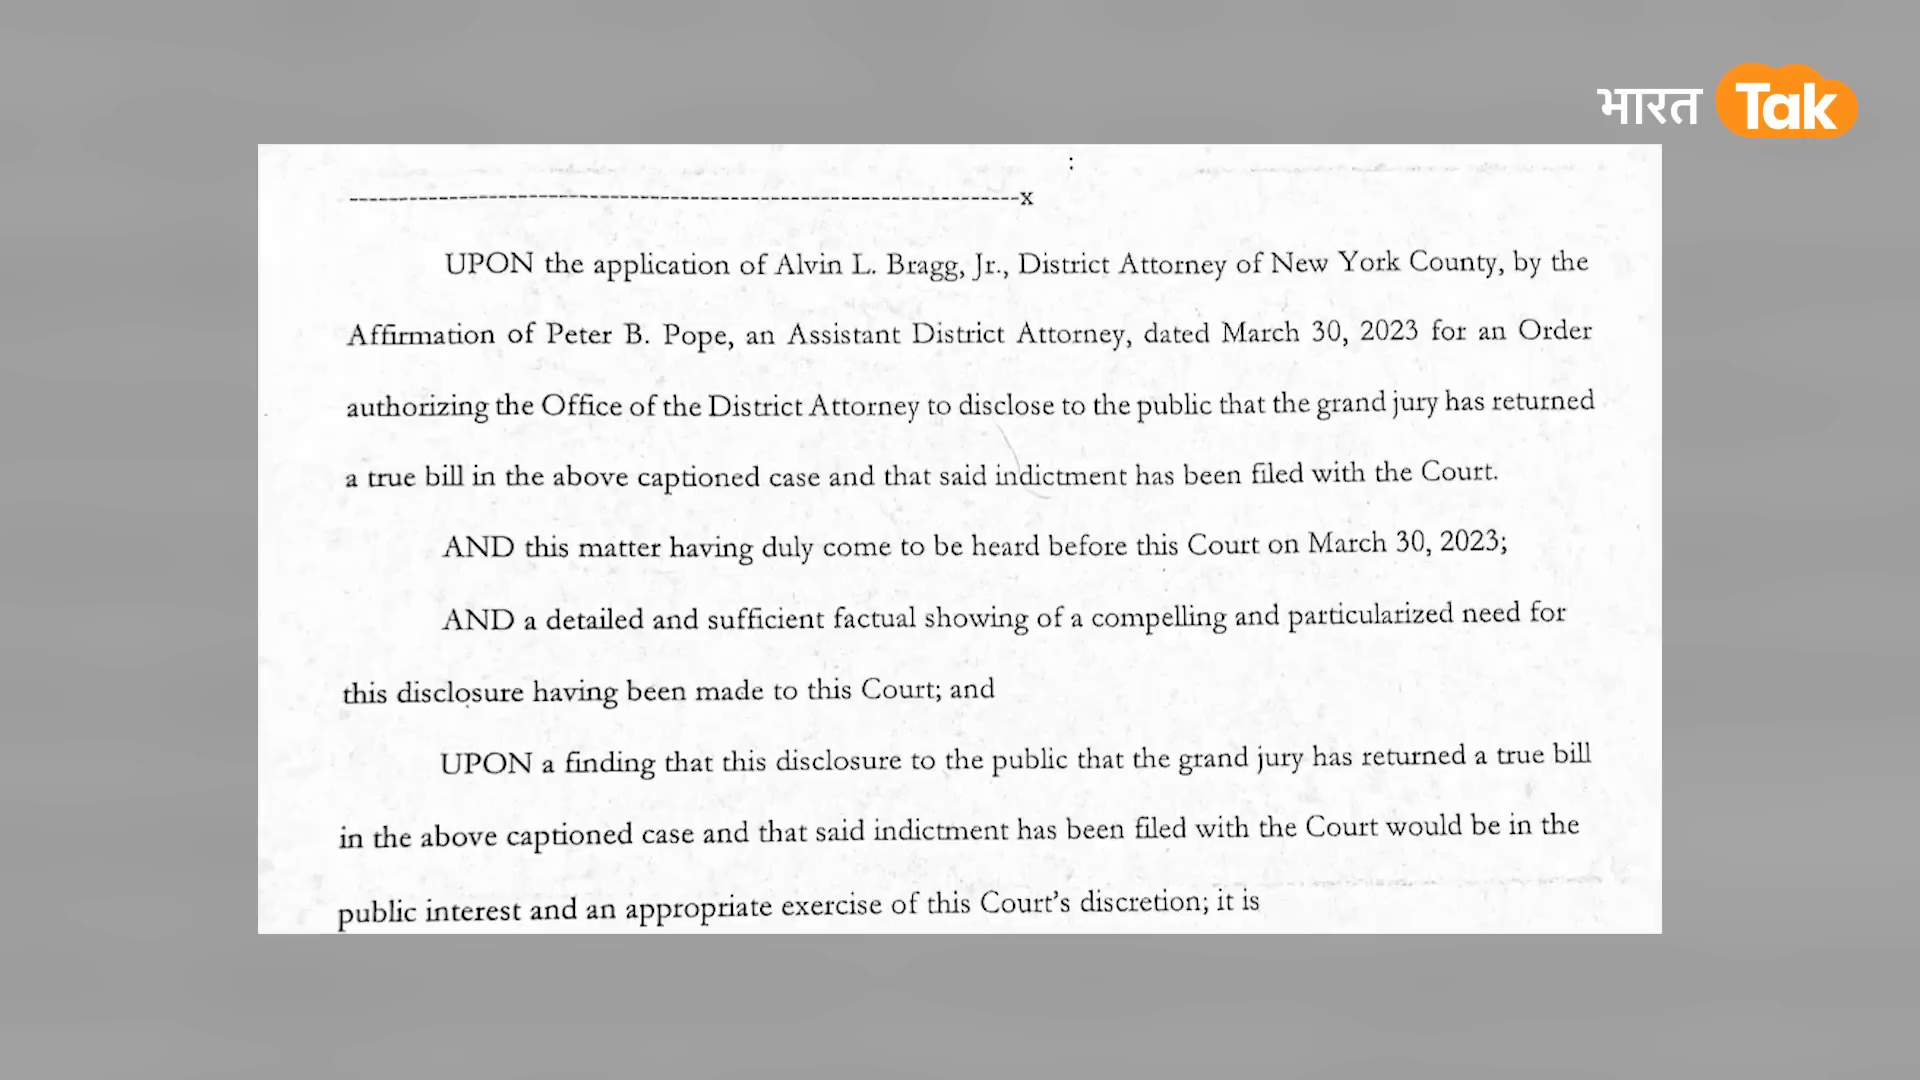 भारत Tak
:
--------------------------------------------------------------------x
UPON the application of Alvin L. Bragg, Jr., District Attorney of New York County, by the
Affirmation of Peter B. Pope, an Assistant District Attorney, dated March 30, 2023 for an Order
authorizing the Office of the District Attorney to disclose to the public that the grand jury has returned
a true bill in the above captioned case and that said indictment has been filed with the Court.
AND this matter having duly come to be heard before this Court on March 30, 2023;
AND a detailed and sufficient factual showing of a compelling and particularized need for
this disclosure having been made to this Court; and
UPON a finding that this disclosure to the public that the grand jury has returned a true bill
in the above captioned case and that said indictment has been filed with the Court would be in the
public interest and an appropriate exercise of this Court’s discretion; it is